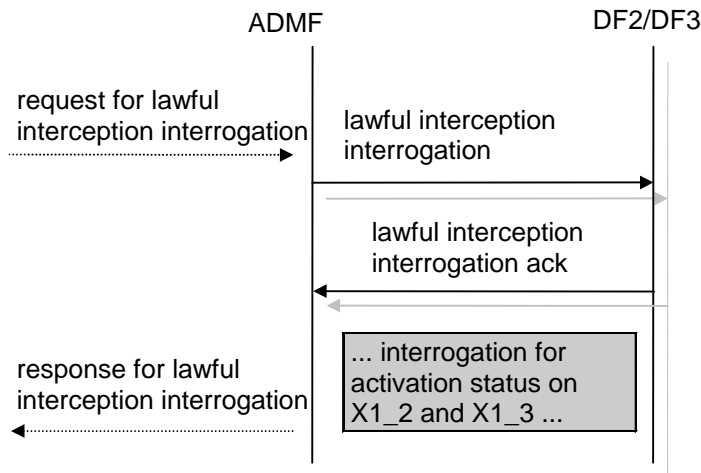 ADMF
DF2/DF3
request for lawful
interception interrogation
lawful interception
interrogation
lawful interception
interrogation ack
... interrogation for
activation status on
X1_2 and X1_3 ...
response for lawful
interception interrogation